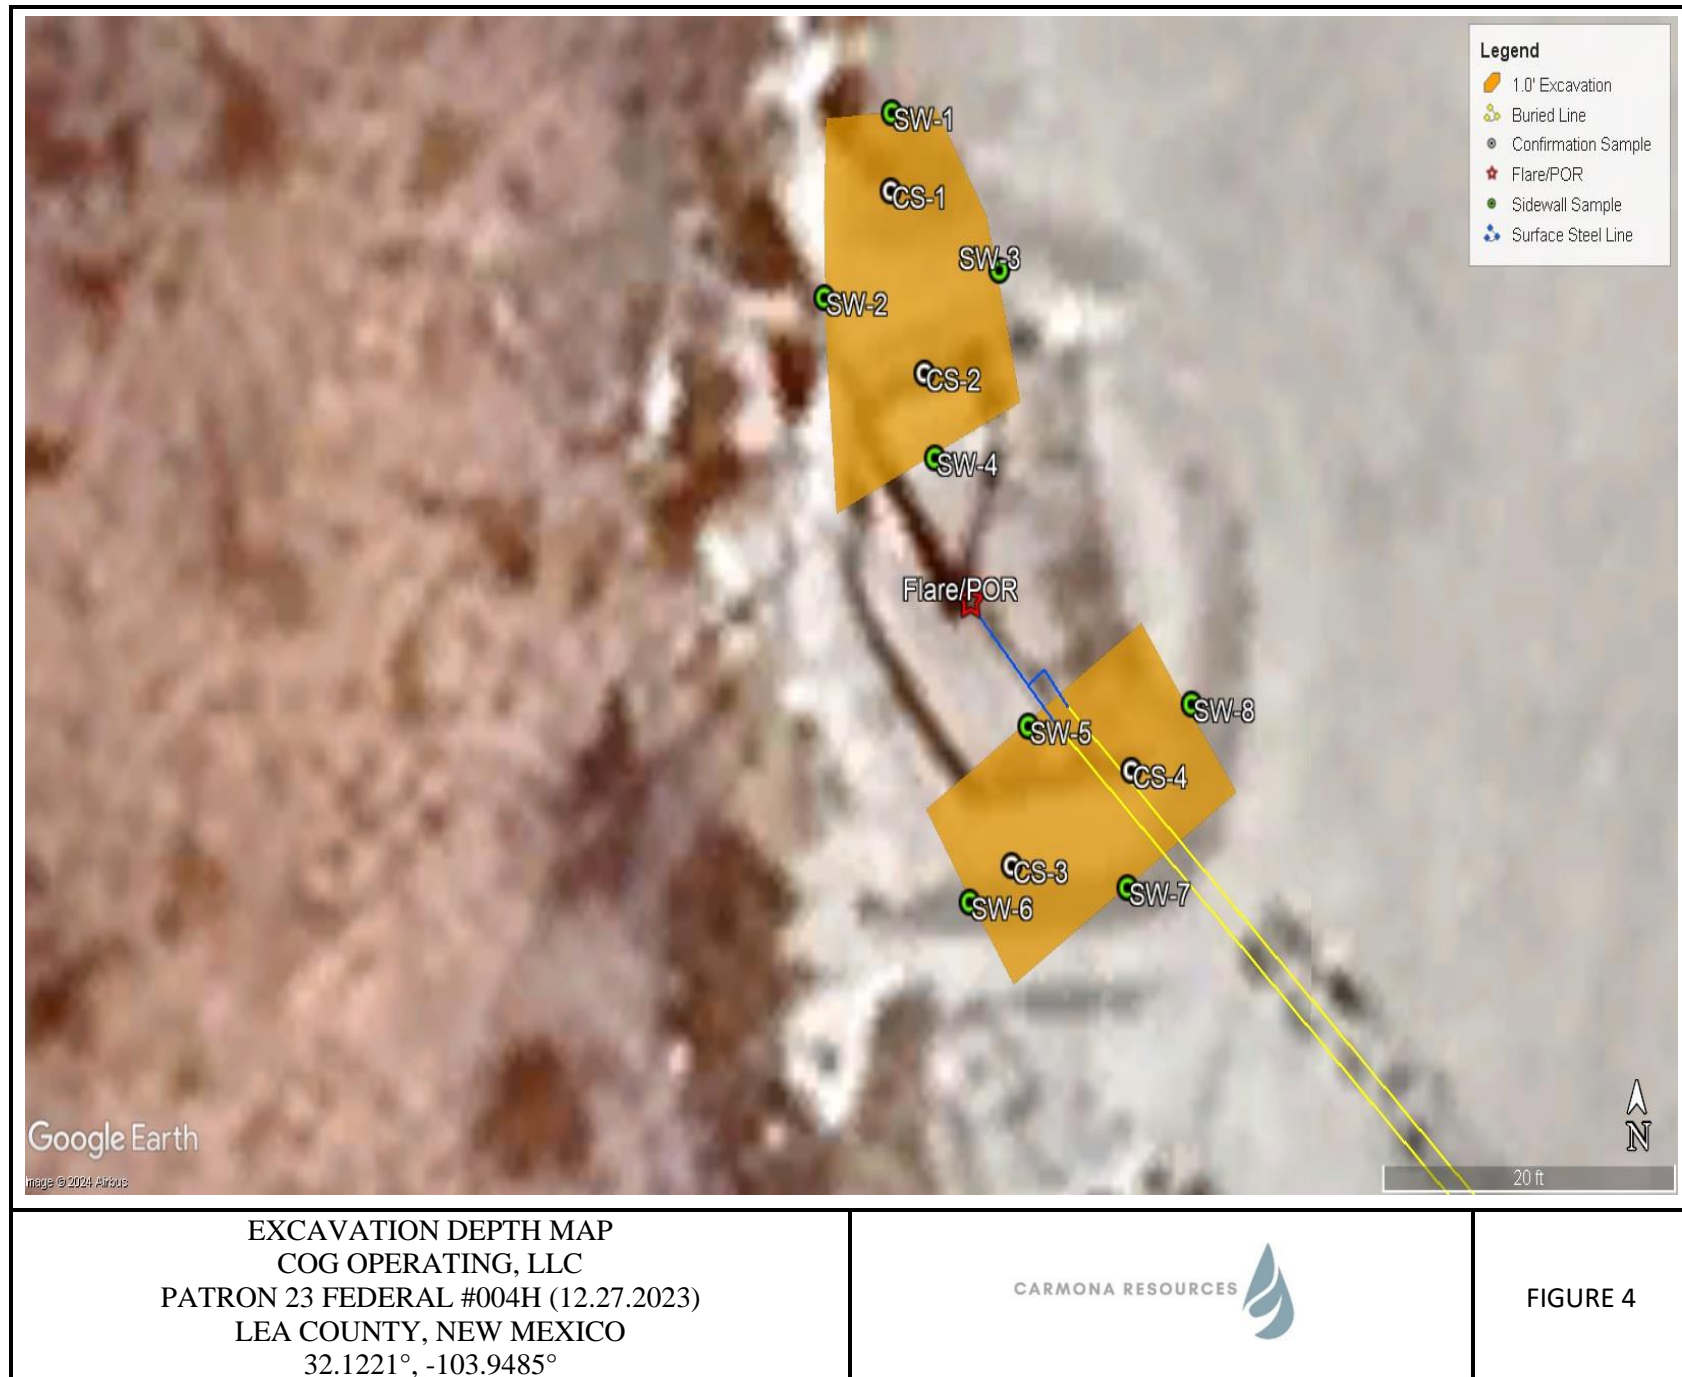 Legend
1.0' Excavation
Buried Line
Confirmation Sample
Flare/POR
Sidewall Sample
Surface Steel Line
SW-1
CS-1
SW-3
SW-2
CS-2
SW-4
Flare/POR
SW-8
SW-5
CS-4
CS-3
SW-7
SW-6
Google Earth
Image © 2024 Airbus
N
20 ft
EXCAVATION DEPTH MAP
COG OPERATING, LLC
PATRON 23 FEDERAL #004H (12.27.2023)
LEA COUNTY, NEW MEXICO
32.1221°, -103.9485°
CARMONA RESOURCES
FIGURE 4